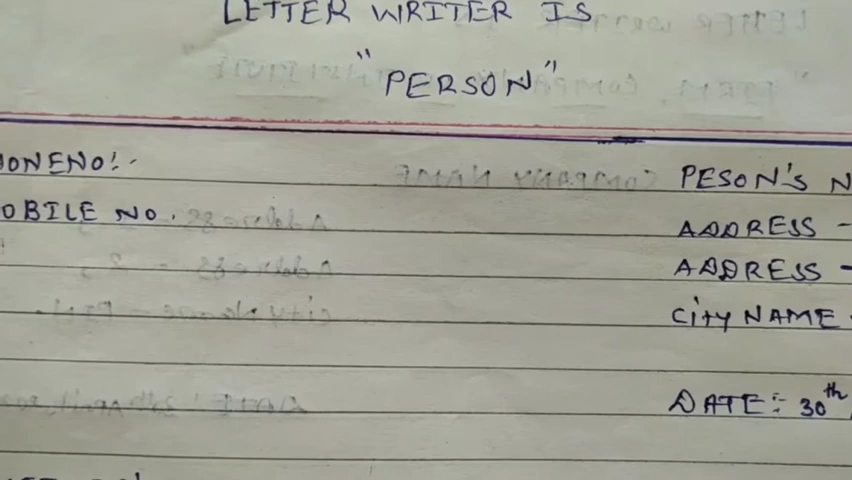 LETTER WRITER IS
"PERSON"
ONENO:-
PESON'S N
OBILE NO.
ADDRESS -
ADDRESS -
City NAME -
DATE:- 30th